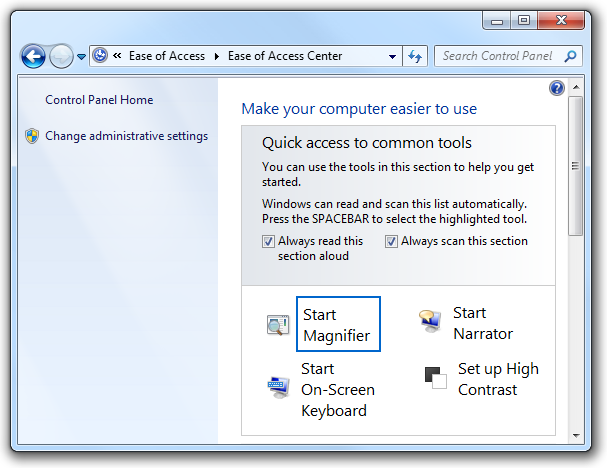 « Ease of Access ▸ Ease of Access Center
Search Control Panel
Control Panel Home
Change administrative settings
Make your computer easier to use
Quick access to common tools
You can use the tools in this section to help you get
started.
Windows can read and scan this list automatically.
Press the SPACEBAR to select the highlighted tool.
Always read this
section aloud
Always scan this section
Start
Magnifier
Start
Narrator
Start
On-Screen
Keyboard
Set up High
Contrast